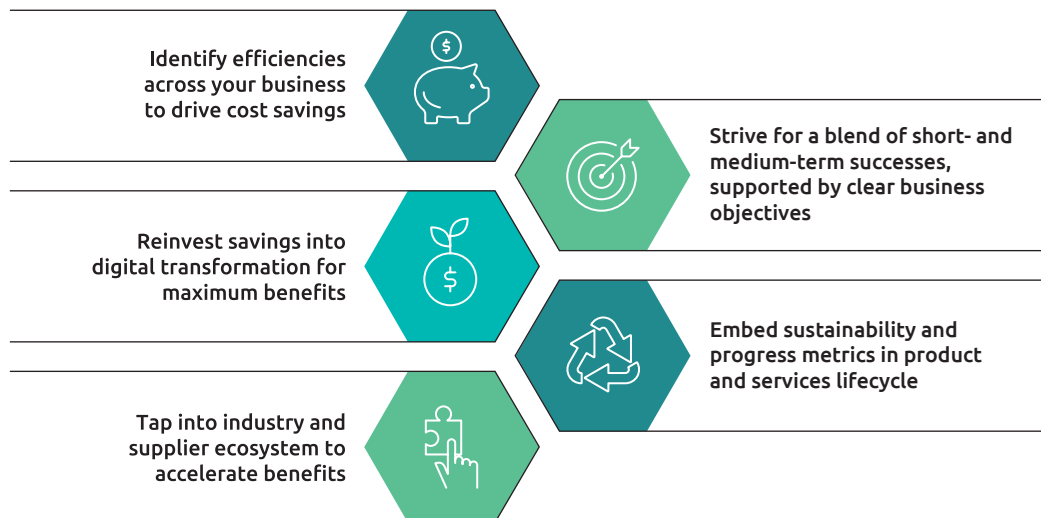 Identify efficiencies
across your business
to drive cost savings
$
Strive for a blend of short- and
medium-term successes,
supported by clear business
objectives
Reinvest savings into
digital transformation for
maximum benefits
$
Embed sustainability and
progress metrics in product
and services lifecycle
Tap into industry and
supplier ecosystem to
accelerate benefits